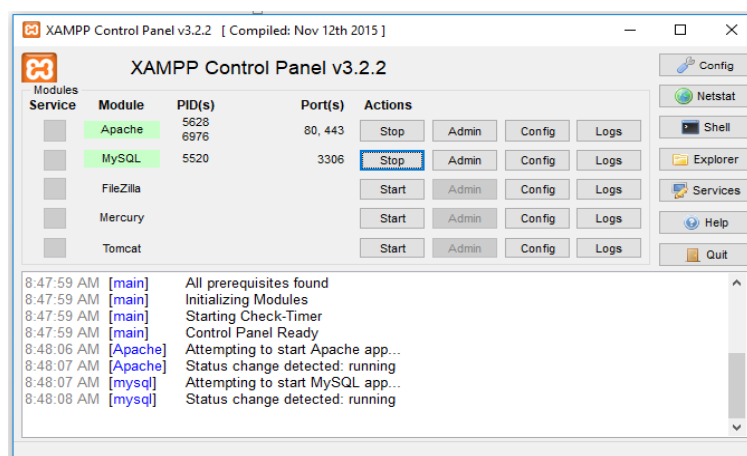 XAMPP Control Panel v3.2.2 [ Compiled: Nov 12th 2015 ]
XAMPP Control Panel v3.2.2
Config
Modules
Service Module PID(s) Port(s) Actions
Netstat
Apache 5628 6976 80, 443 Stop Admin Config Logs
Shell
MySQL 5520 3306 Stop Admin Config Logs
Explorer
FileZilla Start Admin Config Logs
Services
Mercury Start Admin Config Logs
Help
Tomcat Start Admin Config Logs
Quit
8:47:59 AM [main] All prerequisites found
8:47:59 AM [main] Initializing Modules
8:47:59 AM [main] Starting Check-Timer
8:47:59 AM [main] Control Panel Ready
8:48:06 AM [Apache] Attempting to start Apache app...
8:48:07 AM [Apache] Status change detected: running
8:48:07 AM [mysql] Attempting to start MySQL app...
8:48:08 AM [mysql] Status change detected: running